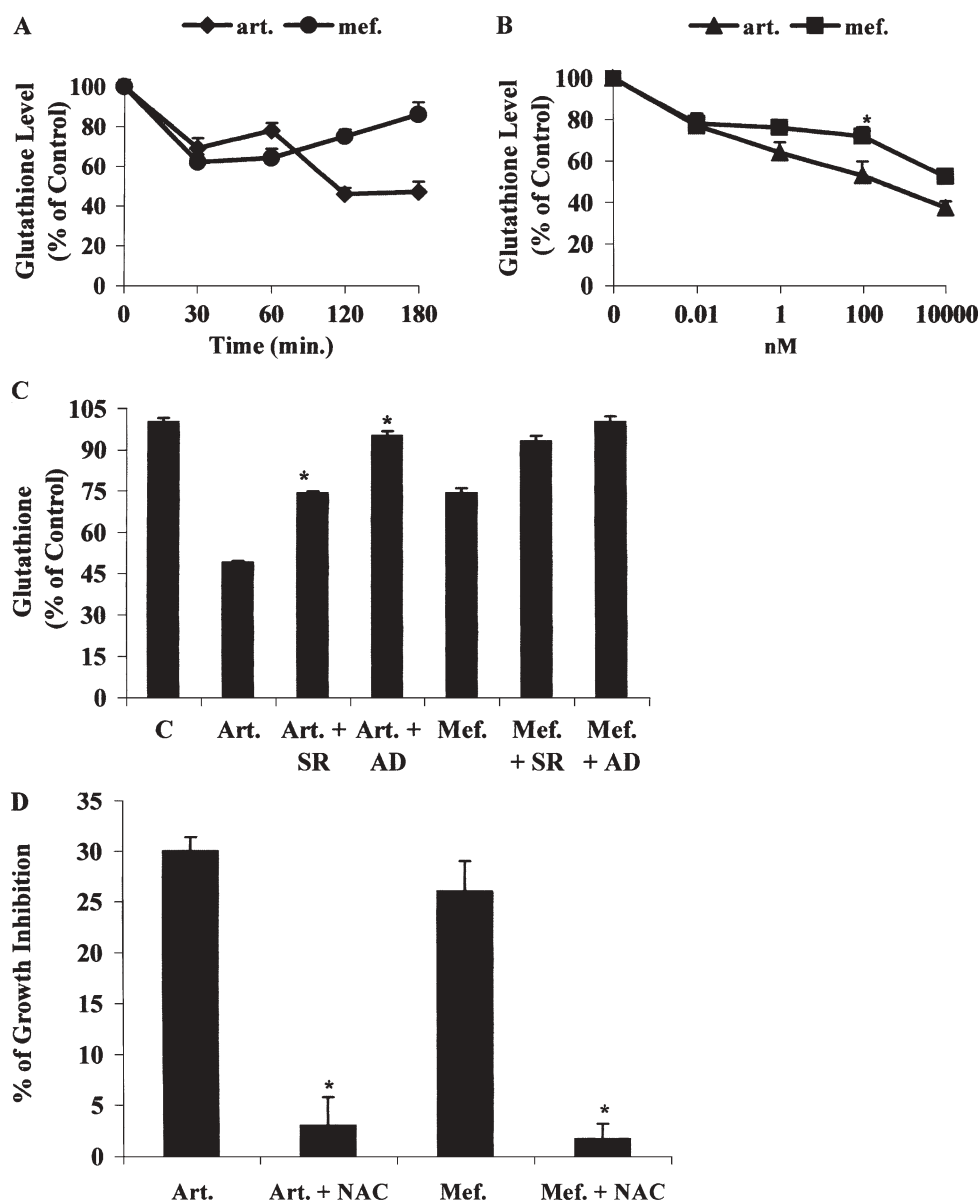 A
art. mef.
Glutathione Level
(% of Control)
100
80
60
40
20
0
0 30 60 120 180
Time (min.)
B
art. mef.
Glutathione Level
(% of Control)
100
80
60
40
20
0
*
0 0.01 1 100 10000
nM
C
Glutathione
(% of Control)
105
90
75
60
45
30
15
0
* *
C Art. Art. + Art. + Mef. Mef. Mef.
SR AD + SR + AD
D
% of Growth Inhibition
35
30
25
20
15
10
5
0
* *
Art. Art. + NAC Mef. Mef. + NAC